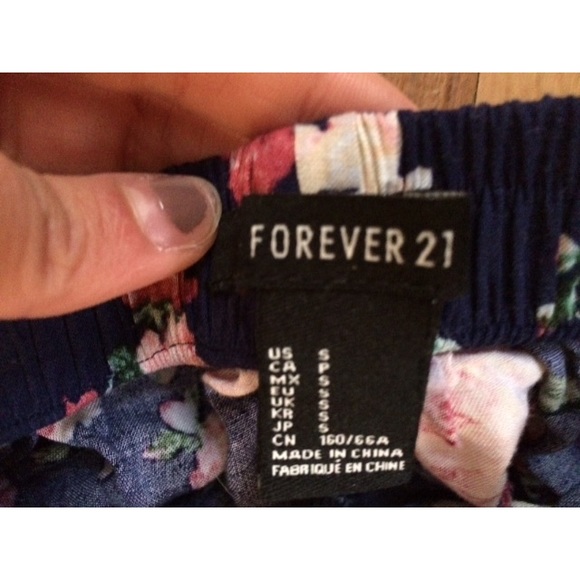 FOREVER 21
US S
CA P
MX S
EU S
UK S
KR S
JP S
CN 160/66A
MADE IN CHINA
FABRIQUÉ EN CHINE